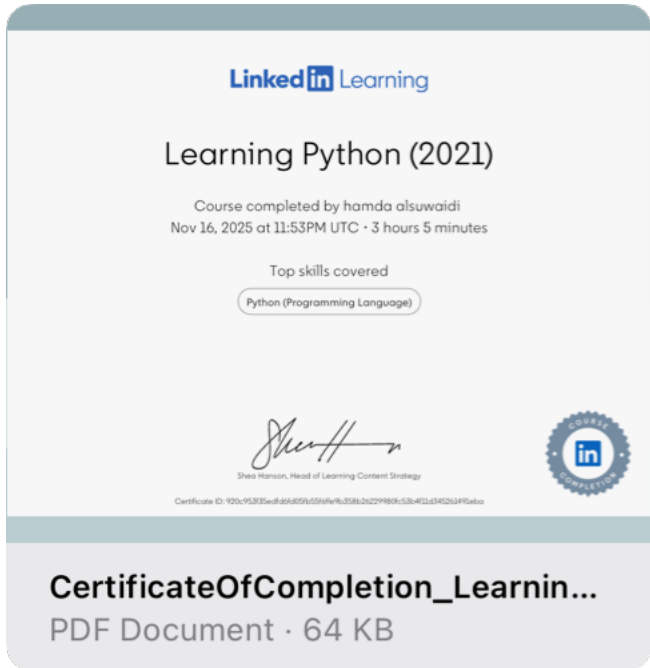 Linked in Learning
Learning Python (2021)
Course completed by hamda alsuwaidi
Nov 16, 2025 at 11:53PM UTC • 3 hours 5 minutes
Top skills covered
Python (Programming Language)
Shea Hanson, Head of Learning Content Strategy
COURSE
in
COMPLETION
Certificate ID:
CertificateOfCompletion_Learnin...
PDF Document · 64 KB